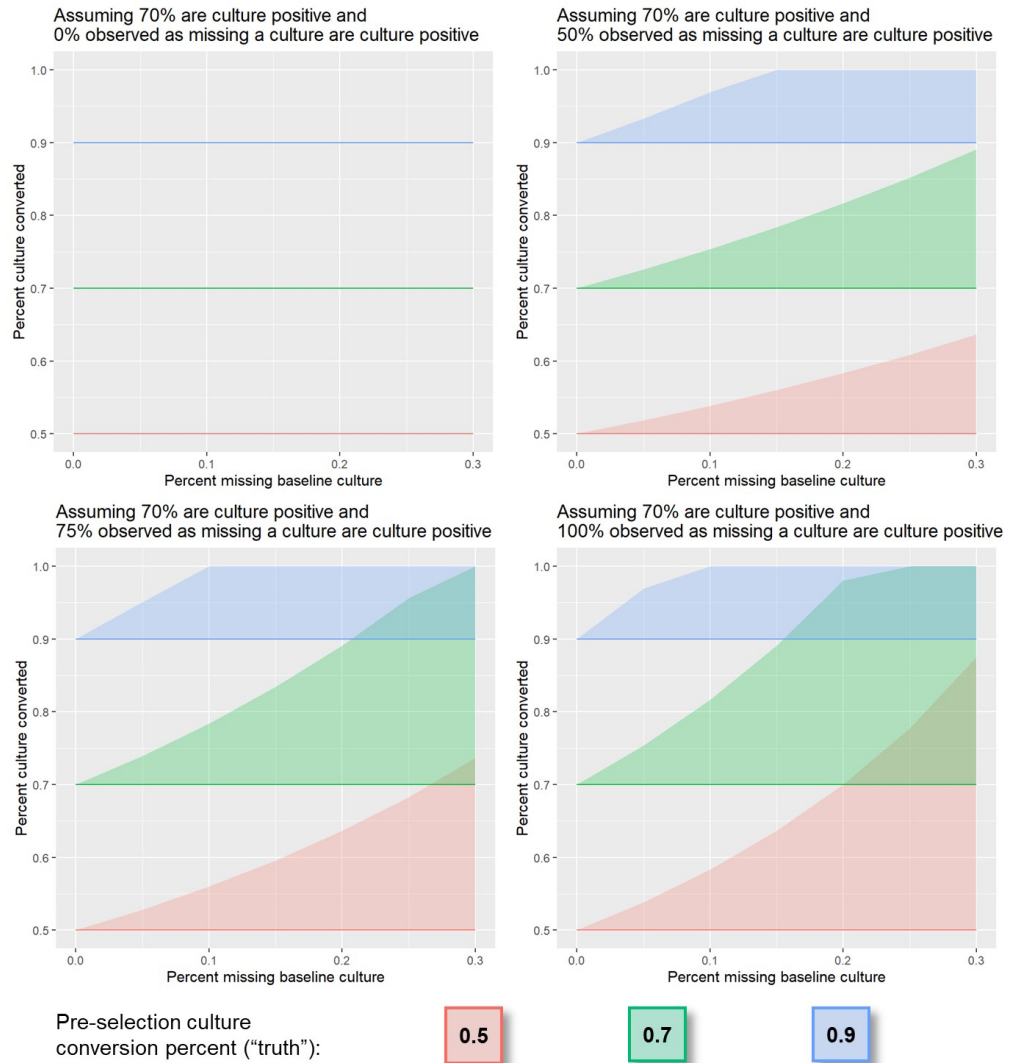 Assuming 70% are culture positive and
0% observed as missing a culture are culture positive
1.0
0.9
0.8
0.7
0.6
0.5
Percent culture converted
0.0
0.1
0.2
0.3
Percent missing baseline culture
Assuming 70% are culture positive and
50% observed as missing a culture are culture positive
1.0
0.9
0.8
0.7
0.6
0.5
Percent culture converted
0.0
0.1
0.2
0.3
Percent missing baseline culture
Assuming 70% are culture positive and
75% observed as missing a culture are culture positive
1.0
0.9
0.8
0.7
0.6
0.5
Percent culture converted
0.0
0.1
0.2
0.3
Percent missing baseline culture
Assuming 70% are culture positive and
100% observed as missing a culture are culture positive
1.0
0.9
0.8
0.7
0.6
0.5
Percent culture converted
0.0
0.1
0.2
0.3
Percent missing baseline culture
Pre-selection culture
conversion percent (“truth”):
0.5
0.7
0.9